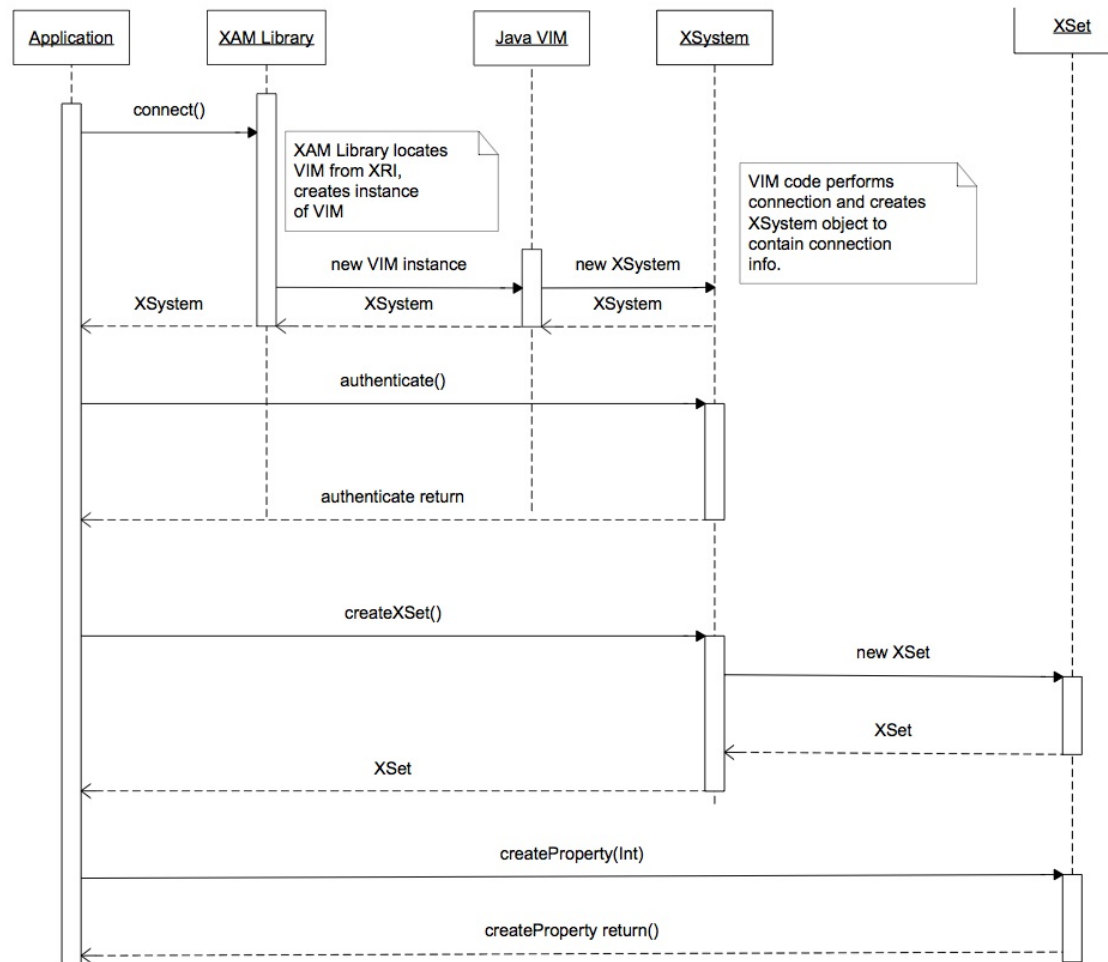 Application
XAM Library
Java VIM
XSystem
XSet
connect()
XAM Library locates
VIM from XRI,
creates instance
of VIM
VIM code performs
connection and creates
XSystem object to
contain connection
info.
new VIM instance
new XSystem
XSystem
XSystem
XSystem
authenticate()
authenticate return
createXSet()
new XSet
XSet
XSet
createProperty(Int)
createProperty return()